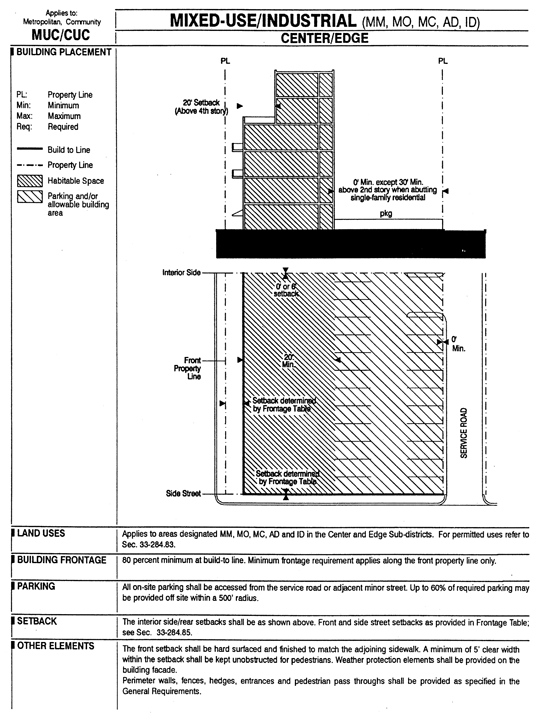 Applies to:
Metropolitan, Community
MUC/CUC
MIXED-USE/INDUSTRIAL (MM, MO, MC, AD, ID)
CENTER/EDGE
BUILDING PLACEMENT
PL: Property Line
Min: Minimum
Max: Maximum
Req: Required
Build to Line
Property Line
Habitable Space
Parking and/or
allowable building
area
PL
PL
20' Setback
(Above 4th story)
0' Min. except 30' Min.
above 2nd story when abutting
single-family residential
pkg
Interior Side
0' or 6'
setback
0'
Min.
Front
Property
Line
20'
Min.
Setback determined
by Frontage Table
SERVICE ROAD
Setback determined
by Frontage Table
Side Street
LAND USES
Applies to areas designated MM, MO, MC, AD and ID in the Center and Edge Sub-districts. For permitted uses refer to
Sec. 33-284.83.
BUILDING FRONTAGE
80 percent minimum at build-to line. Minimum frontage requirement applies along the front property line only.
PARKING
All on-site parking shall be accessed from the service road or adjacent minor street. Up to 60% of required parking may
be provided off site within a 500' radius.
SETBACK
The interior side/rear setbacks shall be as shown above. Front and side street setbacks as provided in Frontage Table;
see Sec. 33-284.85.
OTHER ELEMENTS
The front setback shall be hard surfaced and finished to match the adjoining sidewalk. A minimum of 5' clear width
within the setback shall be kept unobstructed for pedestrians. Weather protection elements shall be provided on the
building facade.
Perimeter walls, fences, hedges, entrances and pedestrian pass throughs shall be provided as specified in the
General Requirements.